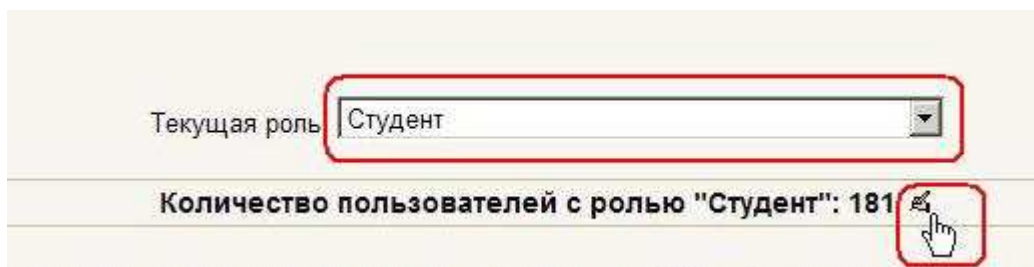 Текущая роль Студент
Количество пользователей с ролью "Студент": 181